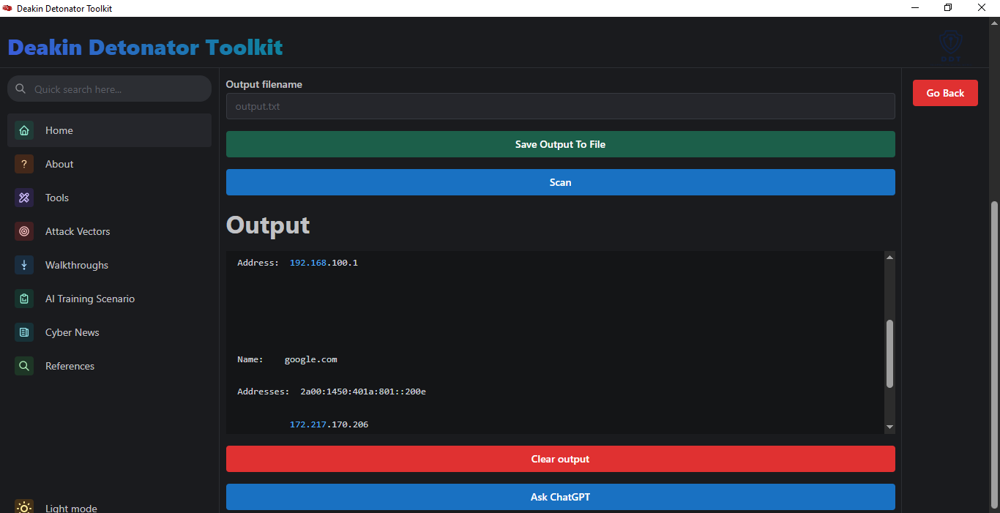 Deakin Detonator Toolkit
Deakin Detonator Toolkit
DDT
Quick search here...
Home
? About
Tools
Attack Vectors
Walkthroughs
AI Training Scenario
Cyber News
References
Light mode
Output filename
output.txt
Save Output To File
Scan
Output
Address: 192.168.100.1
Name: google.com
Addresses: 2a00:1450:401a:801::200e
172.217.170.206
Clear output
Ask ChatGPT
Go Back